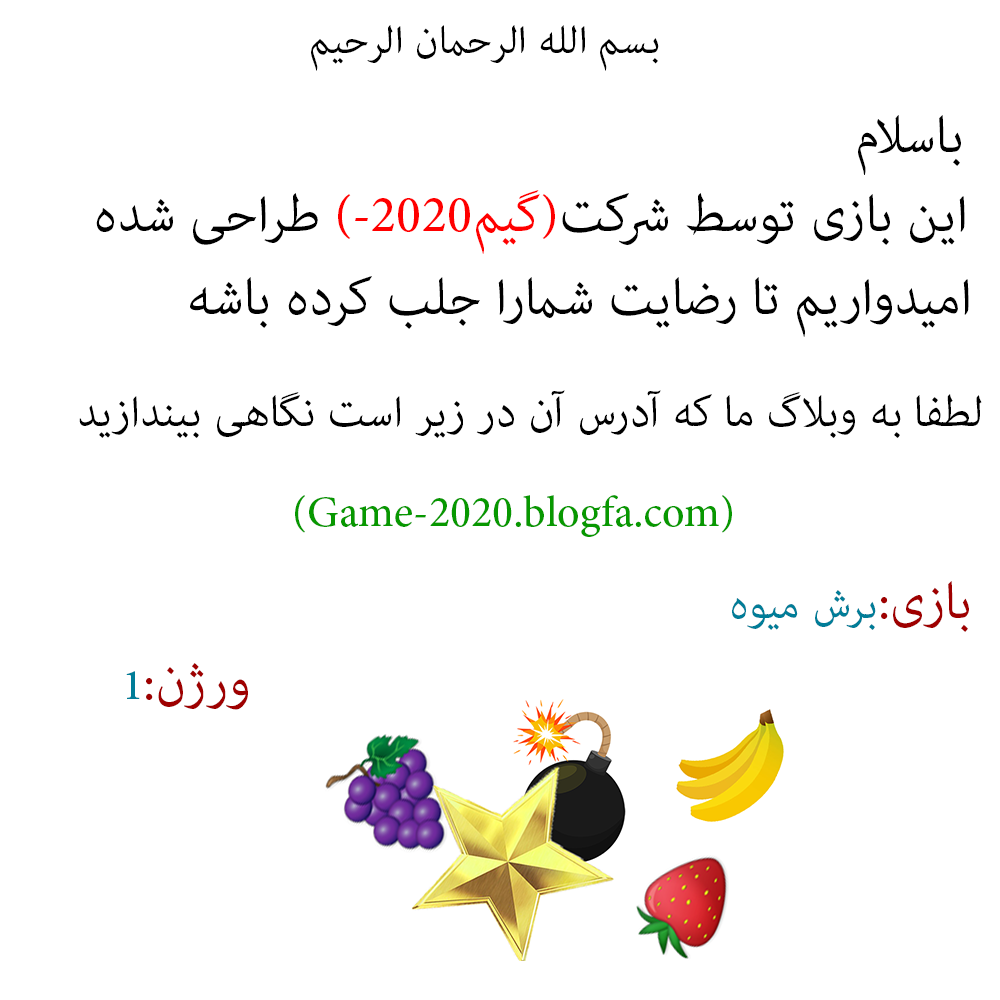 بسم الله الرحمان الرحیم
باسلام
این بازی توسط شرکت(گیم2020-) طراحی شده
امیدواریم تا رضایت شمارا جلب کرده باشه
لطفا به وبلاگ ما که آدرس آن در زیر است نگاهی بیندازید
(Game-2020.blogfa.com)
بازی:برش میوه
ورژن:1